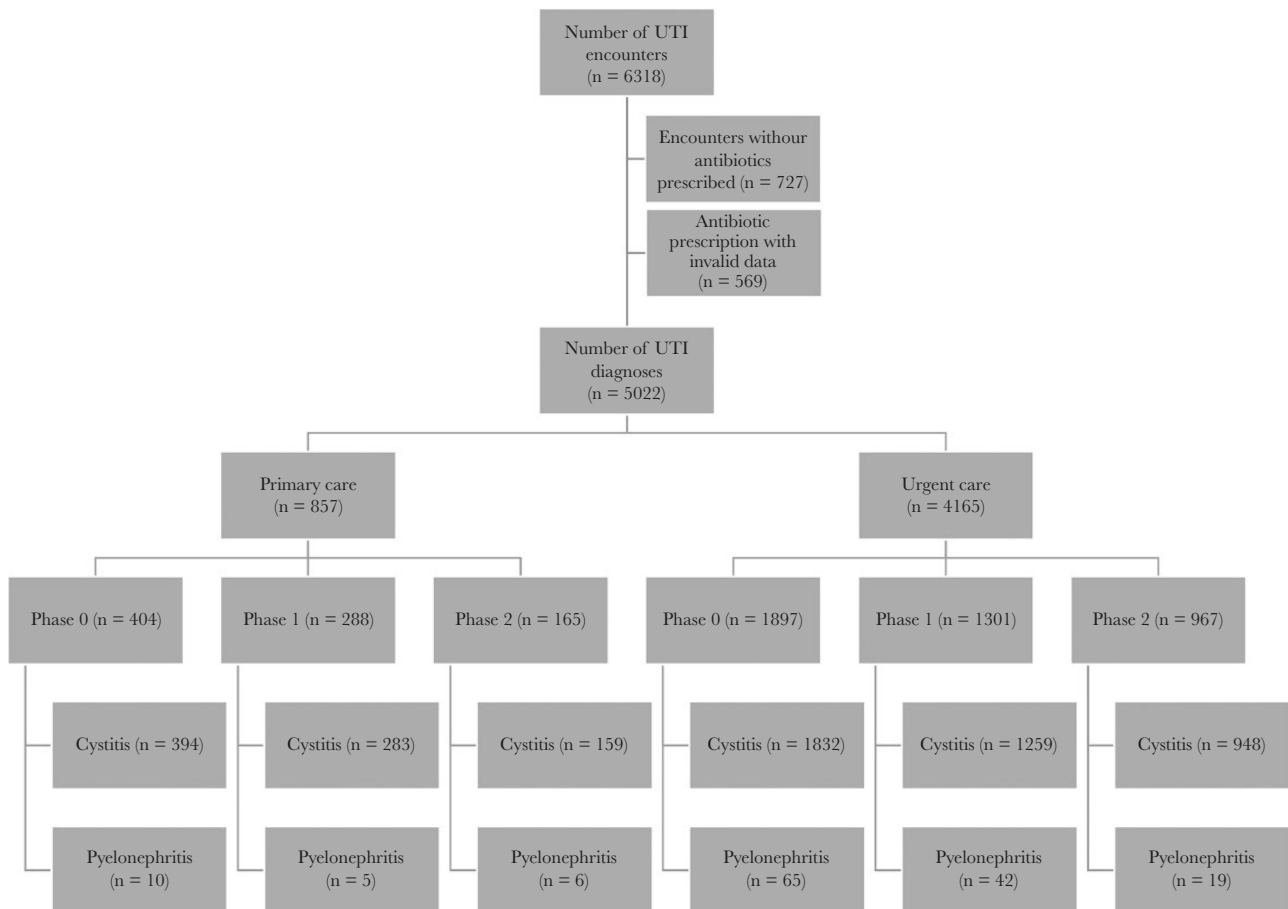 Number of UTI
encounters
(n = 6318)
Encounters withour
antibiotics
prescribed (n = 727)
Antibiotic
prescription with
invalid data
(n = 569)
Number of UTI
diagnoses
(n = 5022)
Primary care
(n = 857)
Urgent care
(n = 4165)
Phase 0 (n = 404)
Phase 1 (n = 288)
Phase 2 (n = 165)
Phase 0 (n = 1897)
Phase 1 (n = 1301)
Phase 2 (n = 967)
Cystitis (n = 394)
Cystitis (n = 283)
Cystitis (n = 159)
Cystitis (n = 1832)
Cystitis (n = 1259)
Cystitis (n = 948)
Pyelonephritis
(n = 10)
Pyelonephritis
(n = 5)
Pyelonephritis
(n = 6)
Pyelonephritis
(n = 65)
Pyelonephritis
(n = 42)
Pyelonephritis
(n = 19)